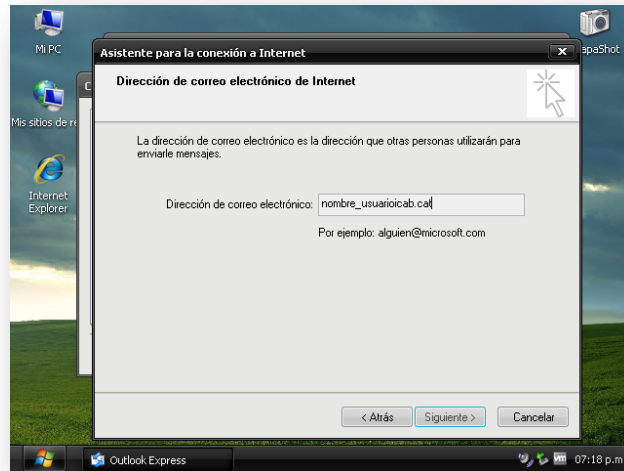 Mi PC
apaShot
Asistente para la conexión a Internet
Dirección de correo electrónico de Internet
Mis sitios de re
La dirección de correo electrónico es la dirección que otras personas utilizarán para
enviarle mensajes.
Internet
Explorer
Dirección de correo electrónico: nombre_usuarioicab.cat
Por ejemplo: alguien@microsoft.com
< Atrás
Siguiente >
Cancelar
Outlook Express
07:18 p.m